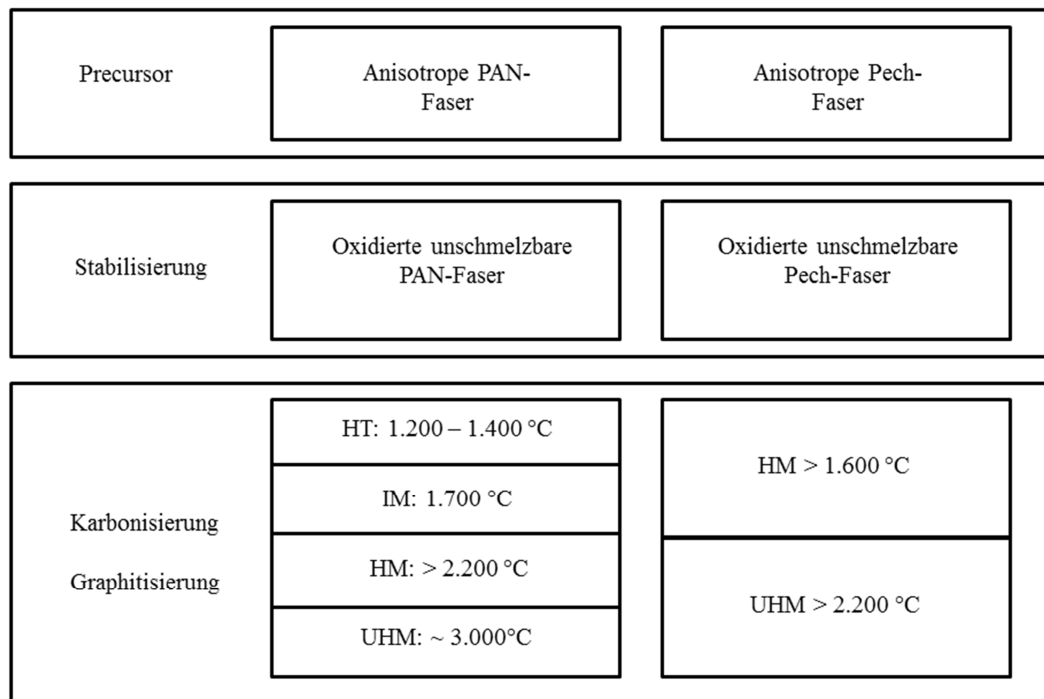 Precursor
Anisotrope PAN-
Faser
Anisotrope Pech-
Faser
Stabilisierung
Oxidierte unschmelzbare
PAN-Faser
Oxidierte unschmelzbare
Pech-Faser
Karbonisierung
Graphitisierung
HT: 1.200 – 1.400 °C
IM: 1.700 °C
HM: > 2.200 °C
UHM: ~ 3.000°C
HM > 1.600 °C
UHM > 2.200 °C